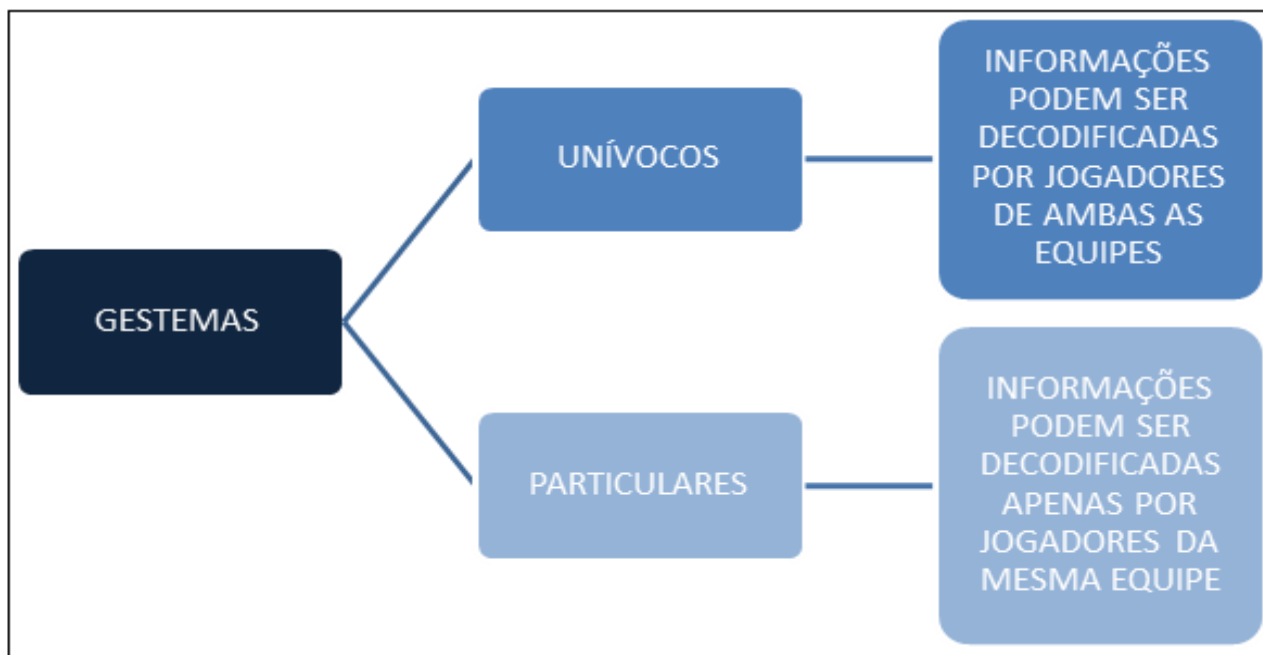 GESTEMAS
UNÍVOCOS
INFORMAÇÕES
PODEM SER
DECODIFICADAS
POR JOGADORES
DE AMBAS AS
EQUIPES
PARTICULARES
INFORMAÇÕES
PODEM SER
DECODIFICADAS
APENAS POR
JOGADORES DA
MESMA EQUIPE